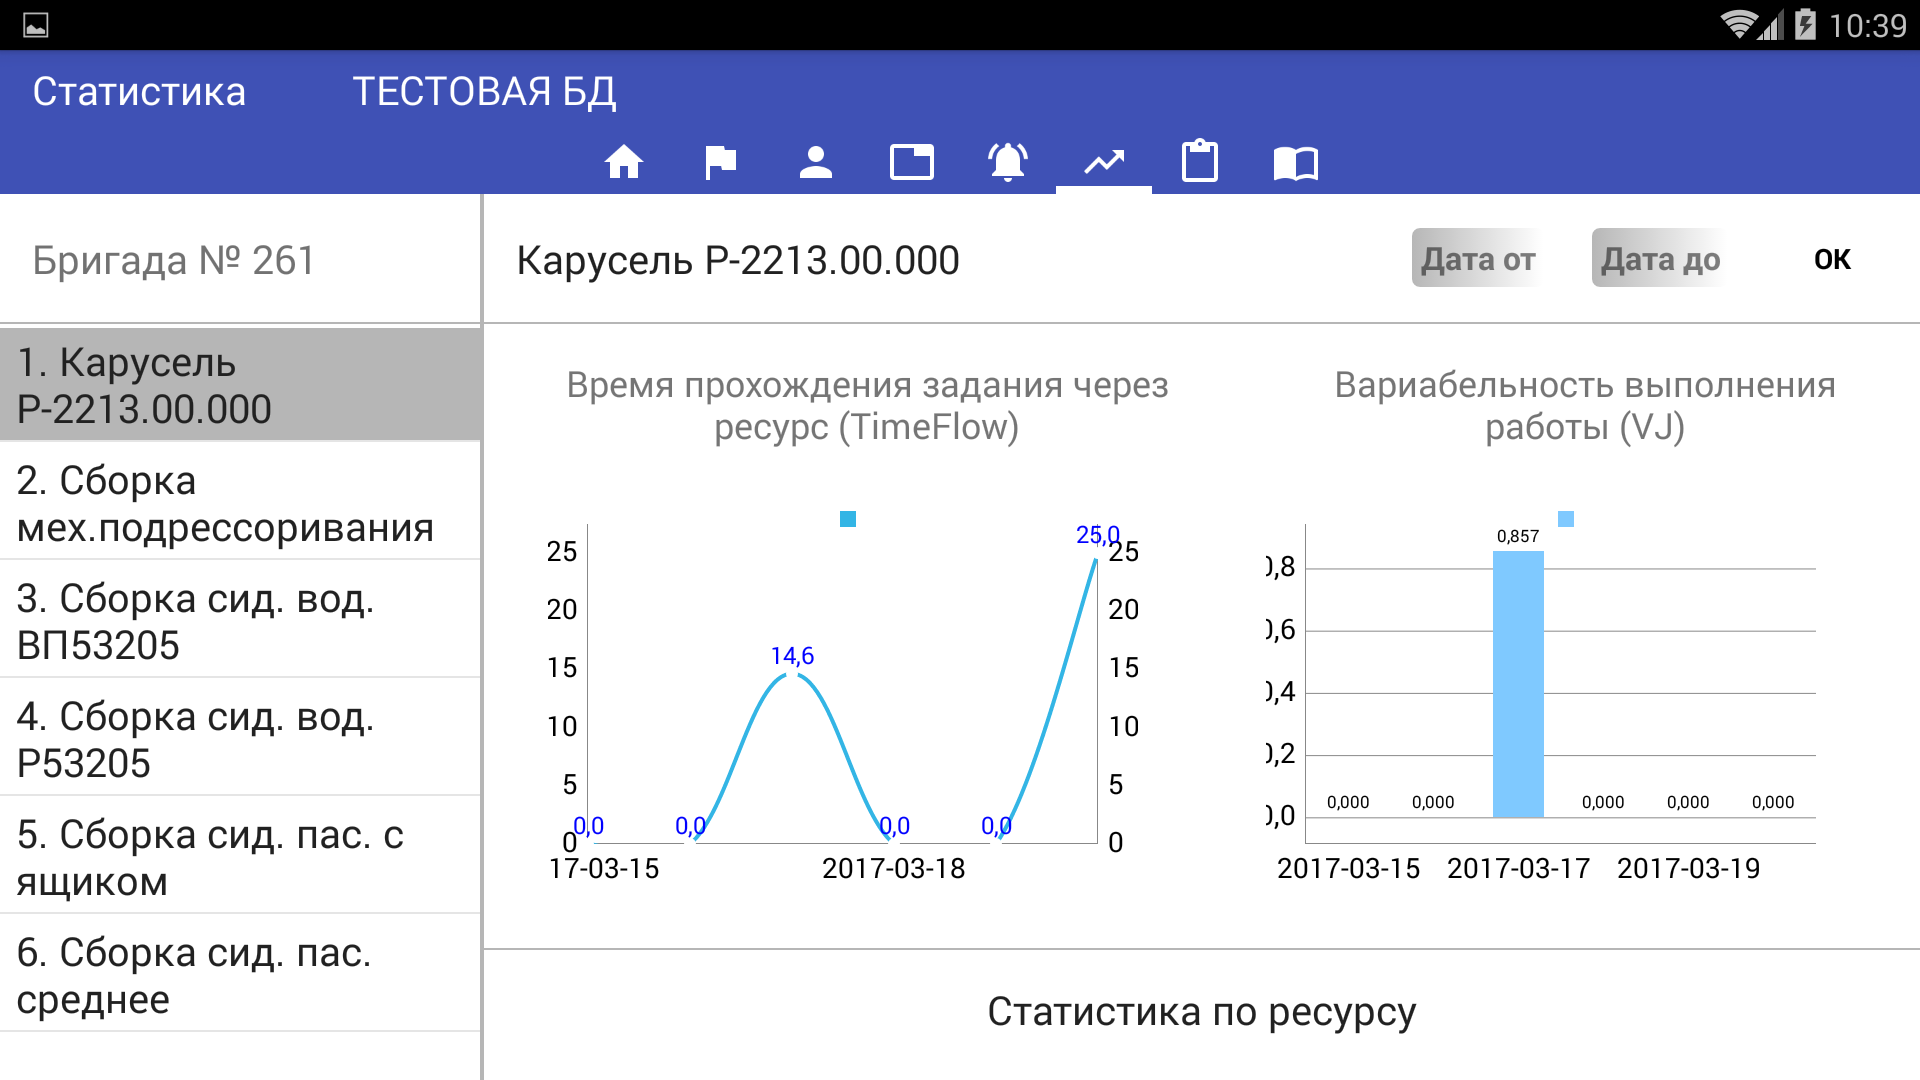 10:39
Статистика ТЕСТОВАЯ БД
Бригада № 261
1. Карусель
Р-2213.00.000
2. Сборка
мех.подрессоривания
3. Сборка сид. вод.
ВП53205
4. Сборка сид. вод.
Р53205
5. Сборка сид. пас. с
ящиком
6. Сборка сид. пас.
среднее
Карусель Р-2213.00.000
Дата от
Дата до
OK
Время прохождения задания через
ресурс (TimeFlow)
25
20
15
10
5
0
0,0
0,0
14,6
0,0
0,0
25,0
25
20
15
10
5
0
17-03-15
2017-03-18
Вариабельность выполнения
работы (VJ)
0,8
0,6
0,4
0,2
0,0
0,000
0,000
0,857
0,000
0,000
0,000
2017-03-15
2017-03-17
2017-03-19
Статистика по ресурсу